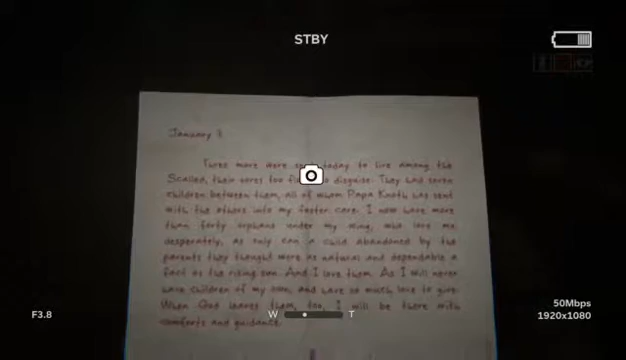 STBY
January 3
more were today to live among the
Scalled, their sores too disguise. They had seven
children between them, all of whom Papa Knoth has sent
with the others into my foster care. I now have more
than forty orphans under my wing, who love me
desperately, as only can a child abandoned by the
parents they thought were as natural and dependable a
fact as the rising sun. And I love them. As I will never
have children of my own, and have so much love to give.
When God leaves them, too, I will be there with
comforts and guidance.
F3.8
W T
50Mbps
1920x1080